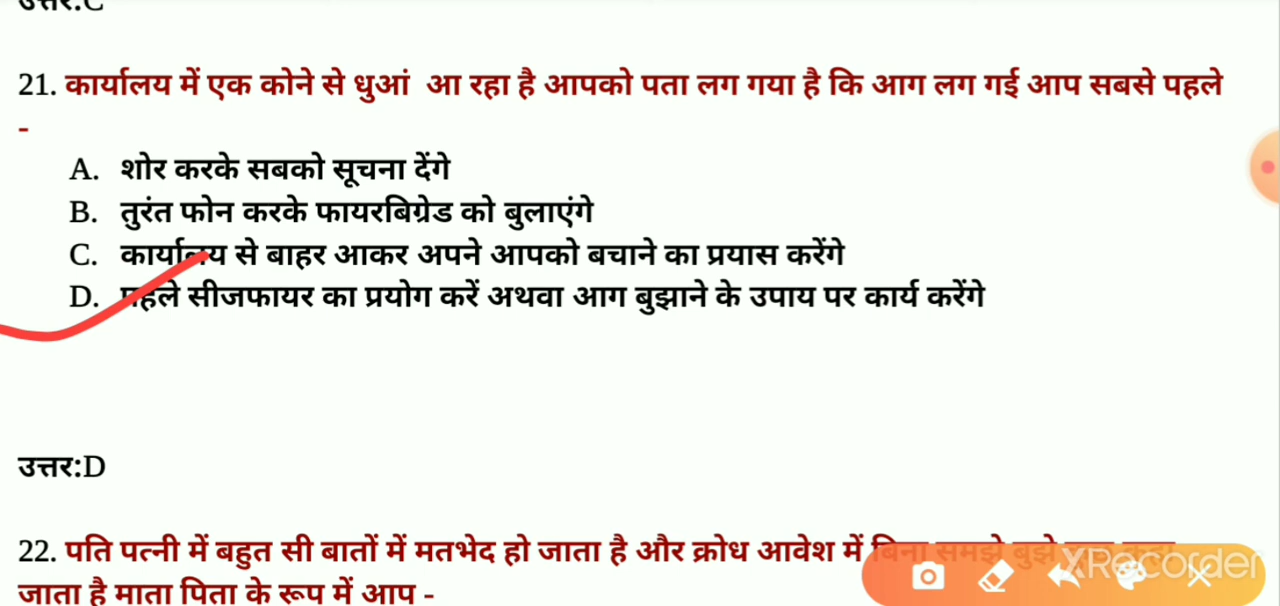 उत्तर:C
21. कार्यालय में एक कोने से धुआं आ रहा है आपको पता लग गया है कि आग लग गई आप सबसे पहले
-
A. शोर करके सबको सूचना देंगे
B. तुरंत फोन करके फायरबिग्रेड को बुलाएंगे
C. कार्यालय से बाहर आकर अपने आपको बचाने का प्रयास करेंगे
D. पहले सीजफायर का प्रयोग करें अथवा आग बुझाने के उपाय पर कार्य करेंगे
उत्तर:D
22. पति पत्नी में बहुत सी बातों में मतभेद हो जाता है और क्रोध आवेश में बिना समझे बुझे
XRecorder
जाता है माता पिता के रूप में आप -